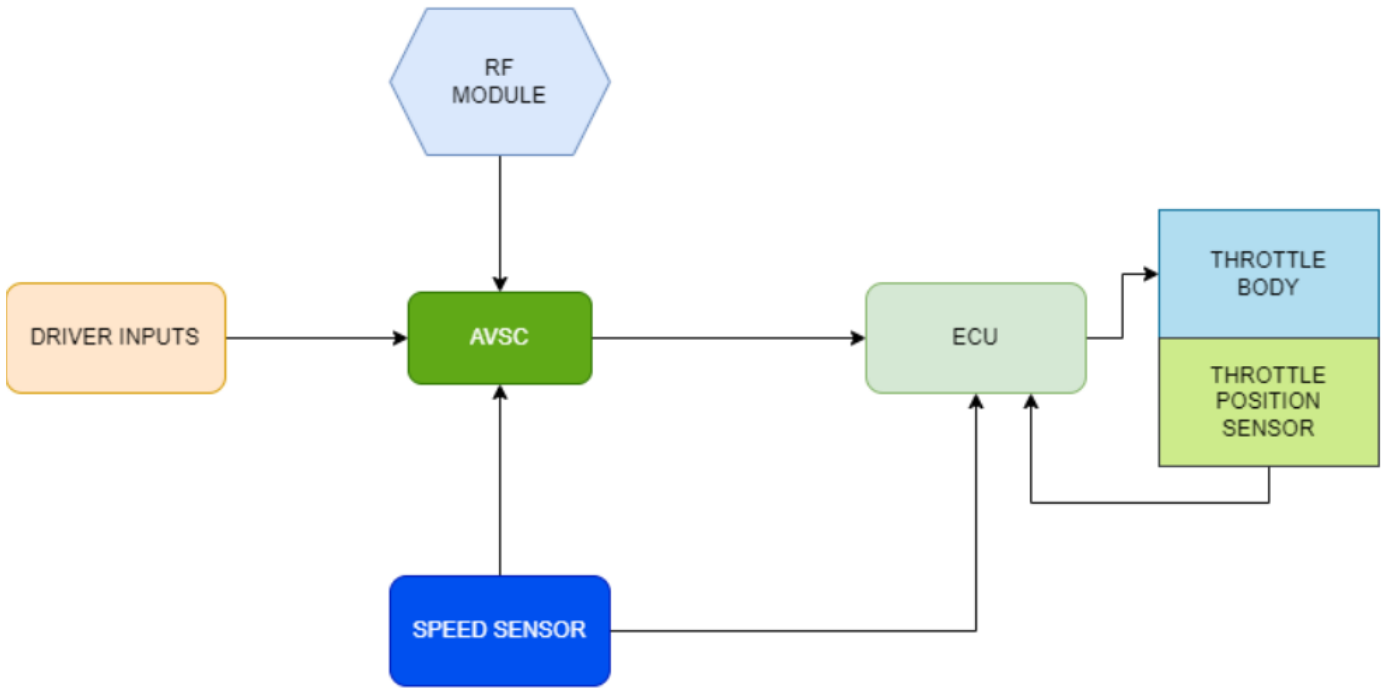 RF
MODULE
DRIVER INPUTS
AVSC
ECU
THROTTLE
BODY
THROTTLE
POSITION
SENSOR
SPEED SENSOR